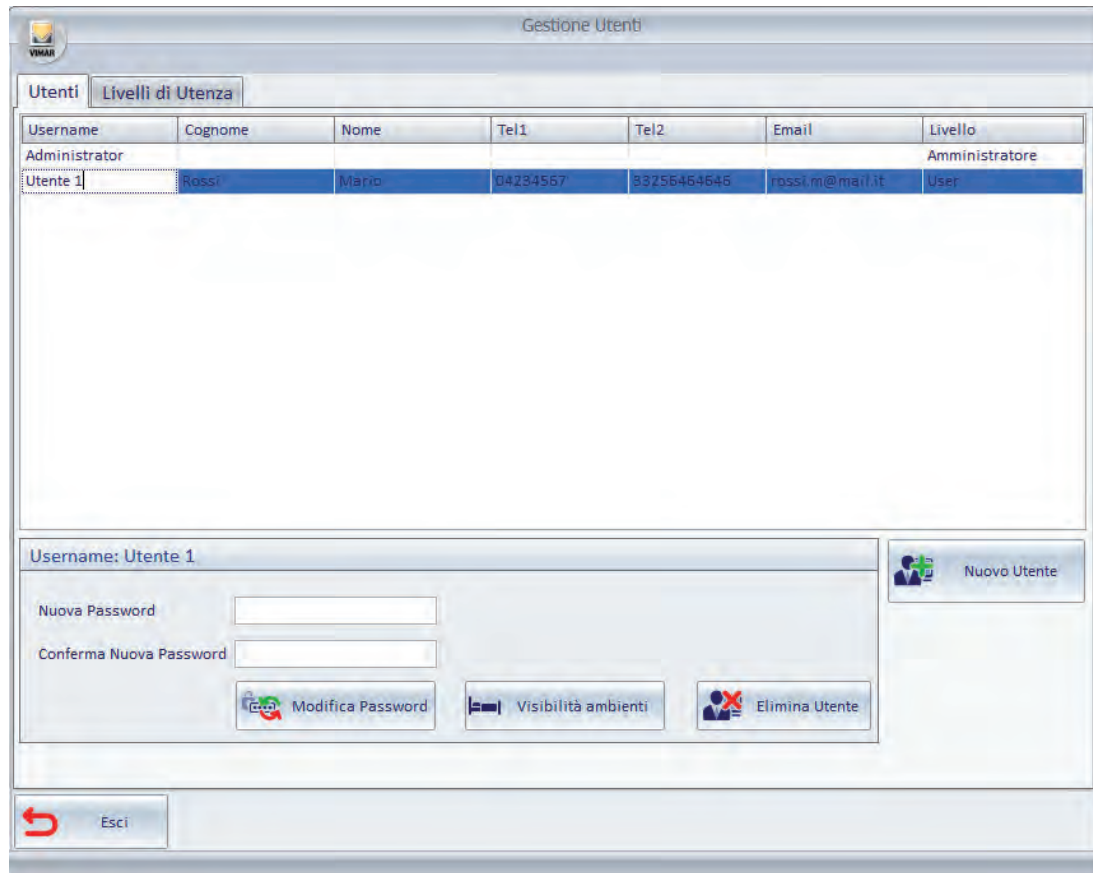 Gestione Utenti
VIMAR
Utenti Livelli di Utenza
Username Cognome Nome Tel1 Tel2 Email Livello
Administrator Amministratore
Utente 1 Rossi Mario 04234567 33256464646 rossi.m@mail.it User
Username: Utente 1
Nuovo Utente
Nuova Password
Conferma Nuova Password
Modifica Password Visibilità ambienti Elimina Utente
Esci